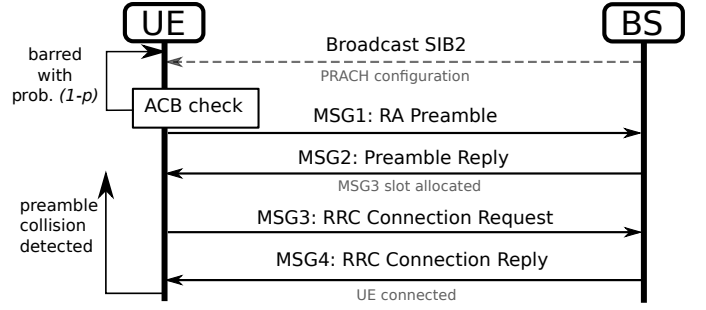 UE
BS
Broadcast SIB2
PRACH configuration
barred
with
prob. (1-p)
ACB check
MSG1: RA Preamble
MSG2: Preamble Reply
MSG3 slot allocated
preamble
collision
detected
MSG3: RRC Connection Request
MSG4: RRC Connection Reply
UE connected